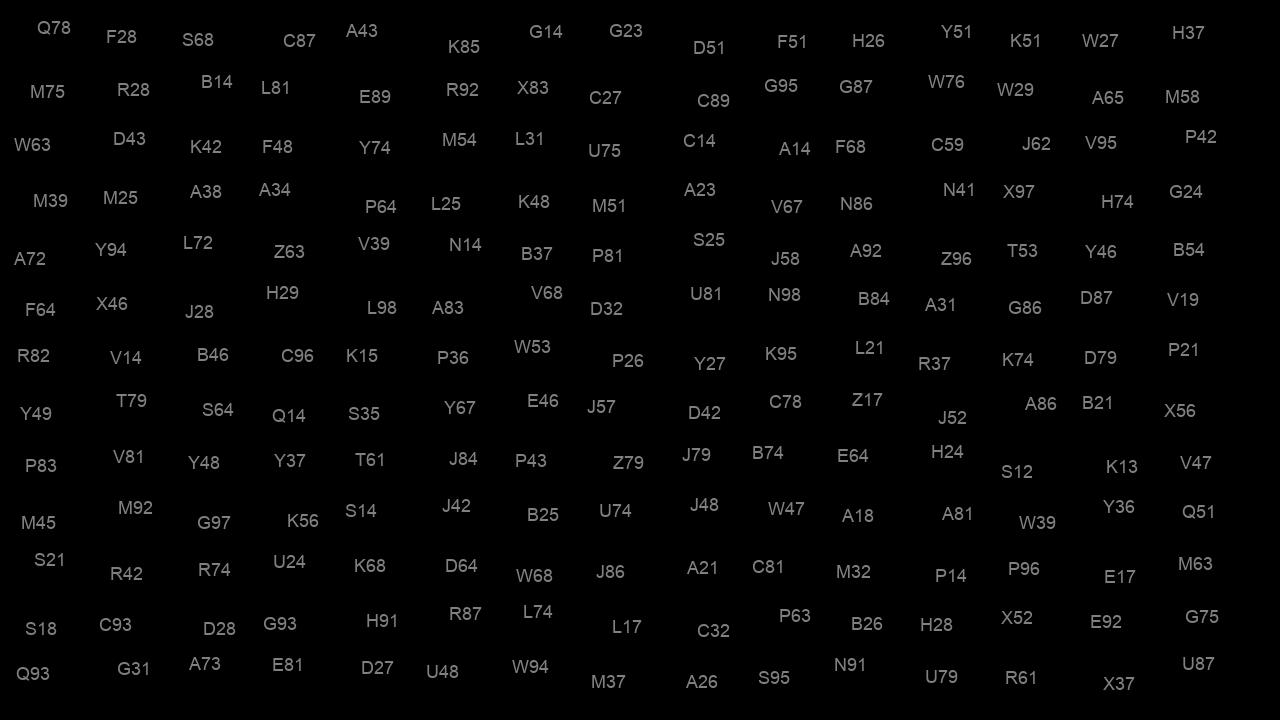 Q78 F28 S68 C87 A43 K85 G14 G23 D51 F51 H26 Y51 K51 W27 H37
M75 R28 B14 L81 E89 R92 X83 C27 C89 G95 G87 W76 W29 A65 M58
W63 D43 K42 F48 Y74 M54 L31 U75 C14 A14 F68 C59 J62 V95 P42
M39 M25 A38 A34 P64 L25 K48 M51 A23 V67 N86 N41 X97 H74 G24
A72 Y94 L72 Z63 V39 N14 B37 P81 S25 J58 A92 Z96 T53 Y46 B54
F64 X46 J28 H29 L98 A83 V68 D32 U81 N98 B84 A31 G86 D87 V19
R82 V14 B46 C96 K15 P36 W53 P26 Y27 K95 L21 R37 K74 D79 P21
Y49 T79 S64 Q14 S35 Y67 E46 J57 D42 C78 Z17 J52 A86 B21 X56
P83 V81 Y48 Y37 T61 J84 P43 Z79 J79 B74 E64 H24 S12 K13 V47
M45 M92 G97 K56 S14 J42 B25 U74 J48 W47 A18 A81 W39 Y36 Q51
S21 R42 R74 U24 K68 D64 W68 J86 A21 C81 M32 P14 P96 E17 M63
S18 C93 D28 G93 H91 R87 L74 L17 C32 P63 B26 H28 X52 E92 G75
Q93 G31 A73 E81 D27 U48 W94 M37 A26 S95 N91 U79 R61 X37 U87